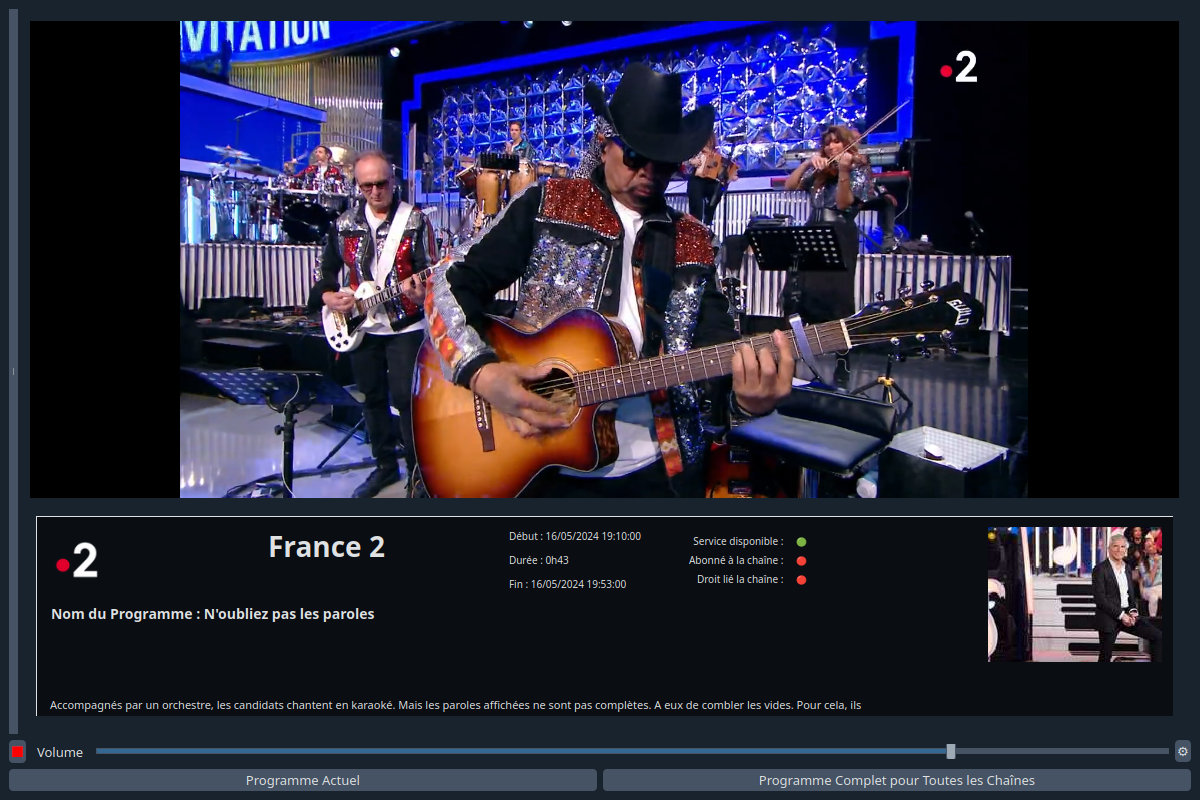 VITATION
2
GUILD
2
France 2
Début : 16/05/2024 19:10:00
Durée : 0h43
Fin : 16/05/2024 19:53:00
Service disponible :
Abonné à la chaîne :
Droit lié la chaîne :
Nom du Programme : N'oubliez pas les paroles
Accompagnés par un orchestre, les candidats chantent en karaoké. Mais les paroles affichées ne sont pas complètes. A eux de combler les vides. Pour cela, ils
Volume
Programme Actuel
Programme Complet pour Toutes les Chaînes